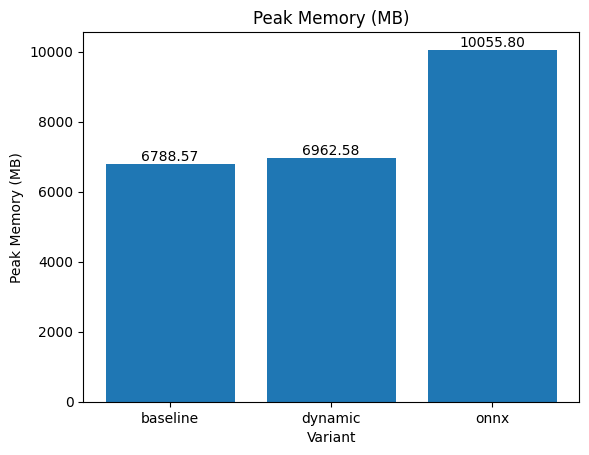 Peak Memory (MB)
10055.80
10000
8000
6962.58
6788.57
6000
4000
2000
0
Peak Memory (MB)
baseline
dynamic
onnx
Variant